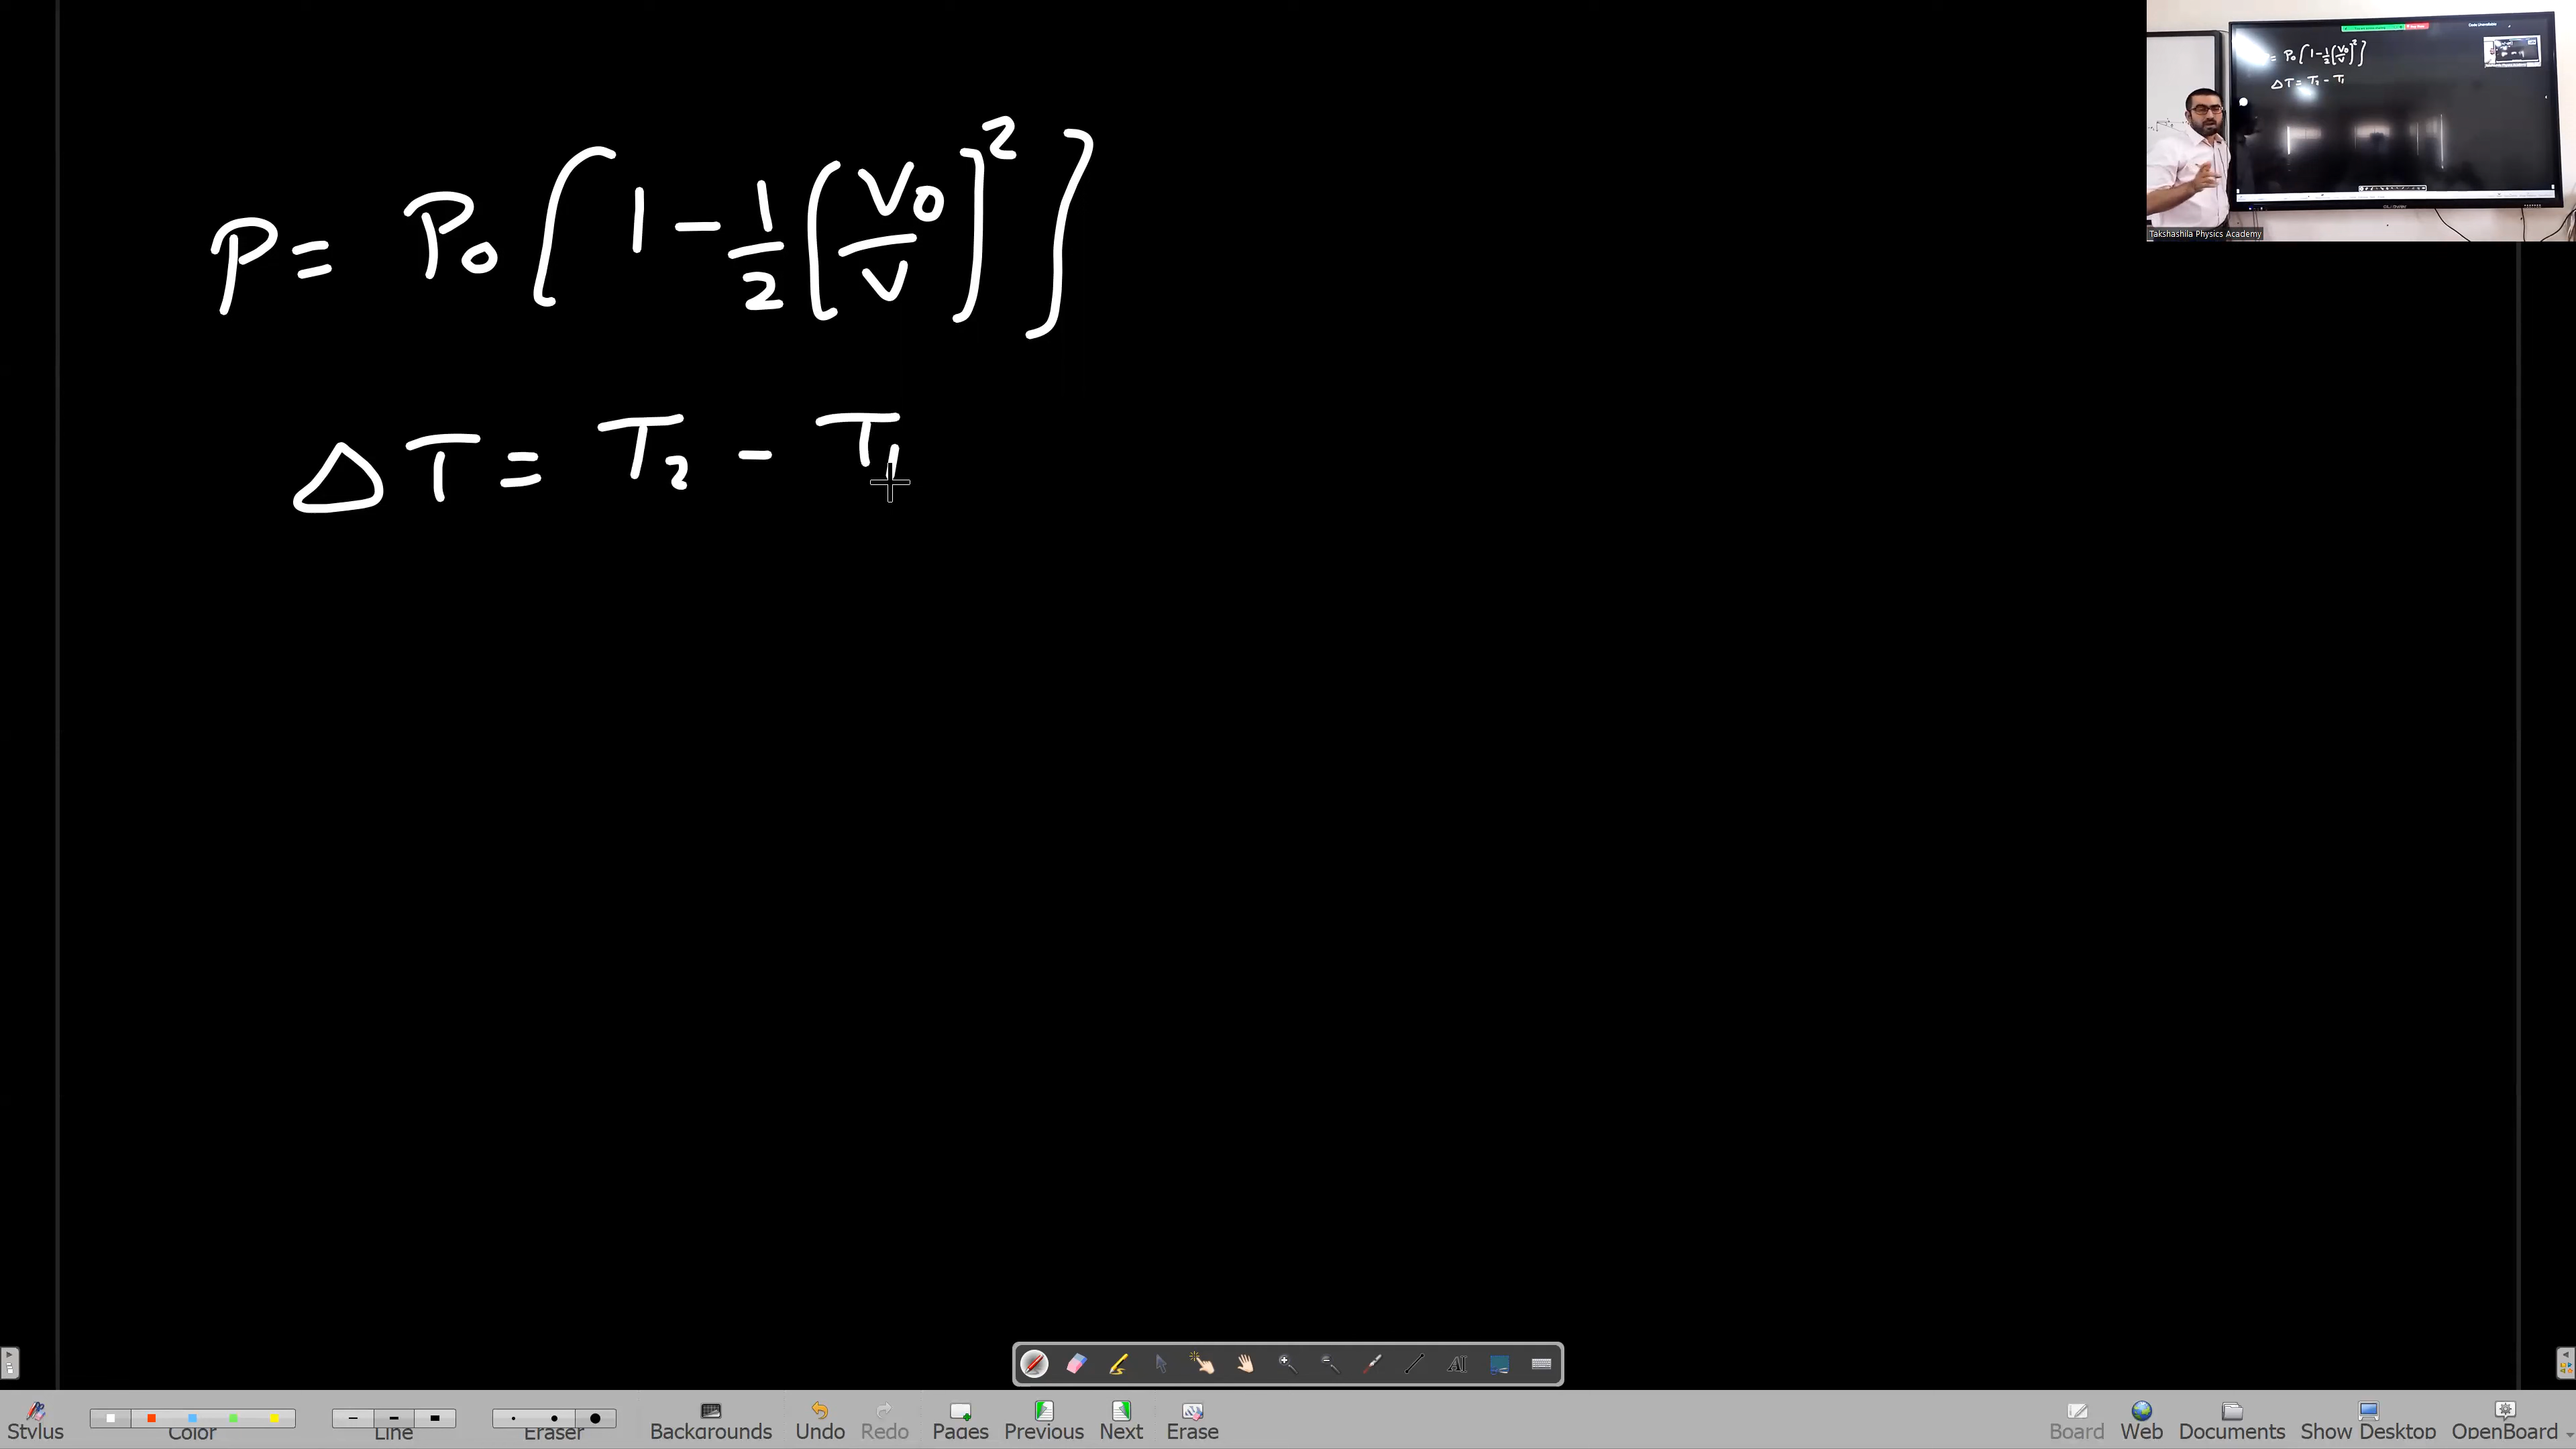 P = P₀ [ 1 - 1/2 [ V₀/V ]² ]
ΔT = T₂ - T₁
Takshashila Physics Academy
Stylus
Color
Line
Eraser
Backgrounds
Undo
Redo
Pages
Previous
Next
Erase
Board
Web
Documents
Show Desktop
OpenBoard